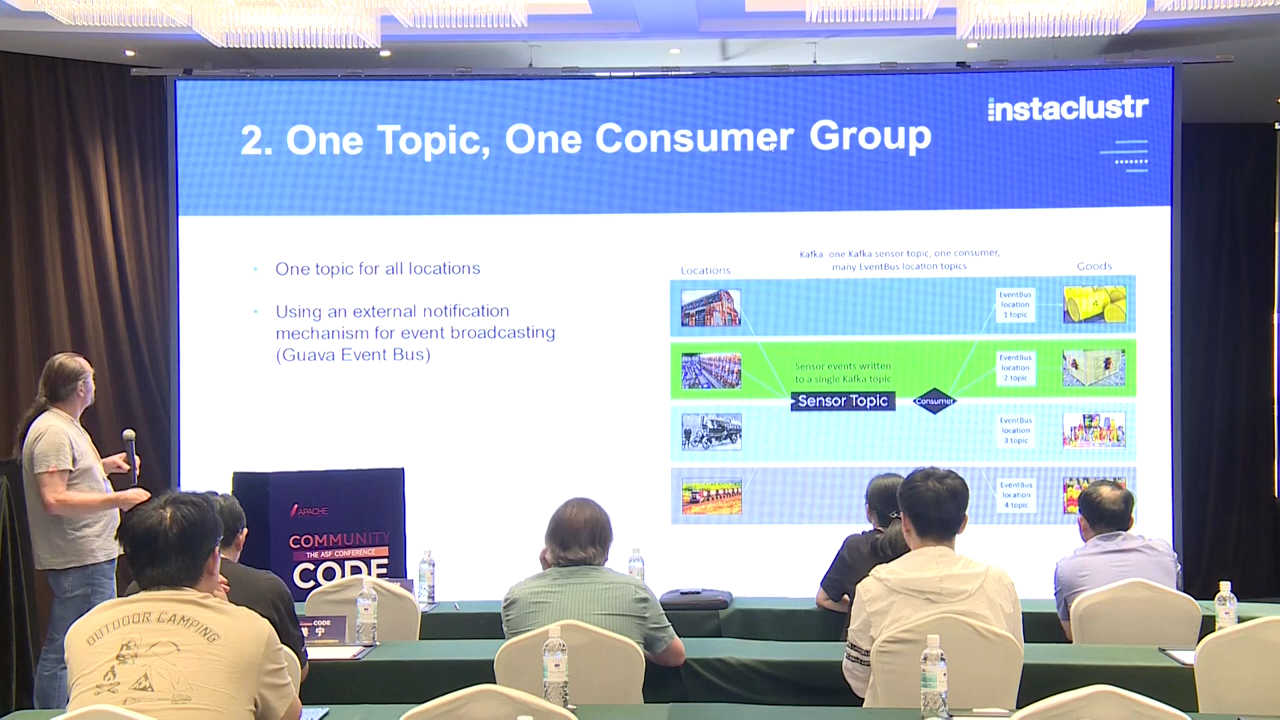 instaclustr
2. One Topic, One Consumer Group
One topic for all locations
Using an external notification
mechanism for event broadcasting
(Guava Event Bus)
Kafka one Kafka sensor topic, one consumer,
many EventBus location topics
Locations
Goods
EventBus
location
1 topic
Sensor events written
to a single Kafka topic
Sensor Topic
Consumer
EventBus
location
2 topic
EventBus
location
3 topic
EventBus
location
4 topic
APACHE
COMMUNITY
THE ASF CONFERENCE
CODE
CODE
OUTDOOR CAMPING